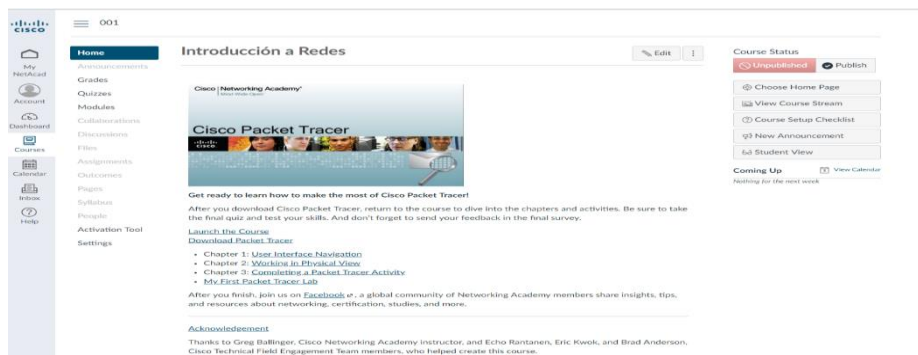 CISCO
001
My
NetAcad
Account
Dashboard
Courses
Calendar
Inbox
Help
Home
Announcements
Grades
Quizzes
Modules
Collaborations
Discussions
Files
Assignments
Outcomes
Pages
Syllabus
People
Activation Tool
Settings
Introducción a Redes
Edit
Cisco Networking Academy®
Mind Wide Open
Cisco Packet Tracer
CISCO
Get ready to learn how to make the most of Cisco Packet Tracer!
After you download Cisco Packet Tracer, return to the course to dive into the chapters and activities. Be sure to take
the final quiz and test your skills. And don't forget to send your feedback in the final survey.
Launch the Course
Download Packet Tracer
Chapter 1: User Interface Navigation
Chapter 2: Working in Physical View
Chapter 3: Completing a Packet Tracer Activity
My First Packet Tracer Lab
After you finish, join us on Facebook, a global community of Networking Academy members share insights, tips,
and resources about networking, certification, studies, and more.
Acknowledgement
Thanks to Greg Ballinger, Cisco Networking Academy instructor, and Echo Rantanen, Eric Kwok, and Brad Anderson,
Cisco Technical Field Engagement Team members, who helped create this course.
Course Status
Unpublished Publish
Choose Home Page
View Course Stream
Course Setup Checklist
New Announcement
Student View
Coming Up View Calendar
Nothing for the next week